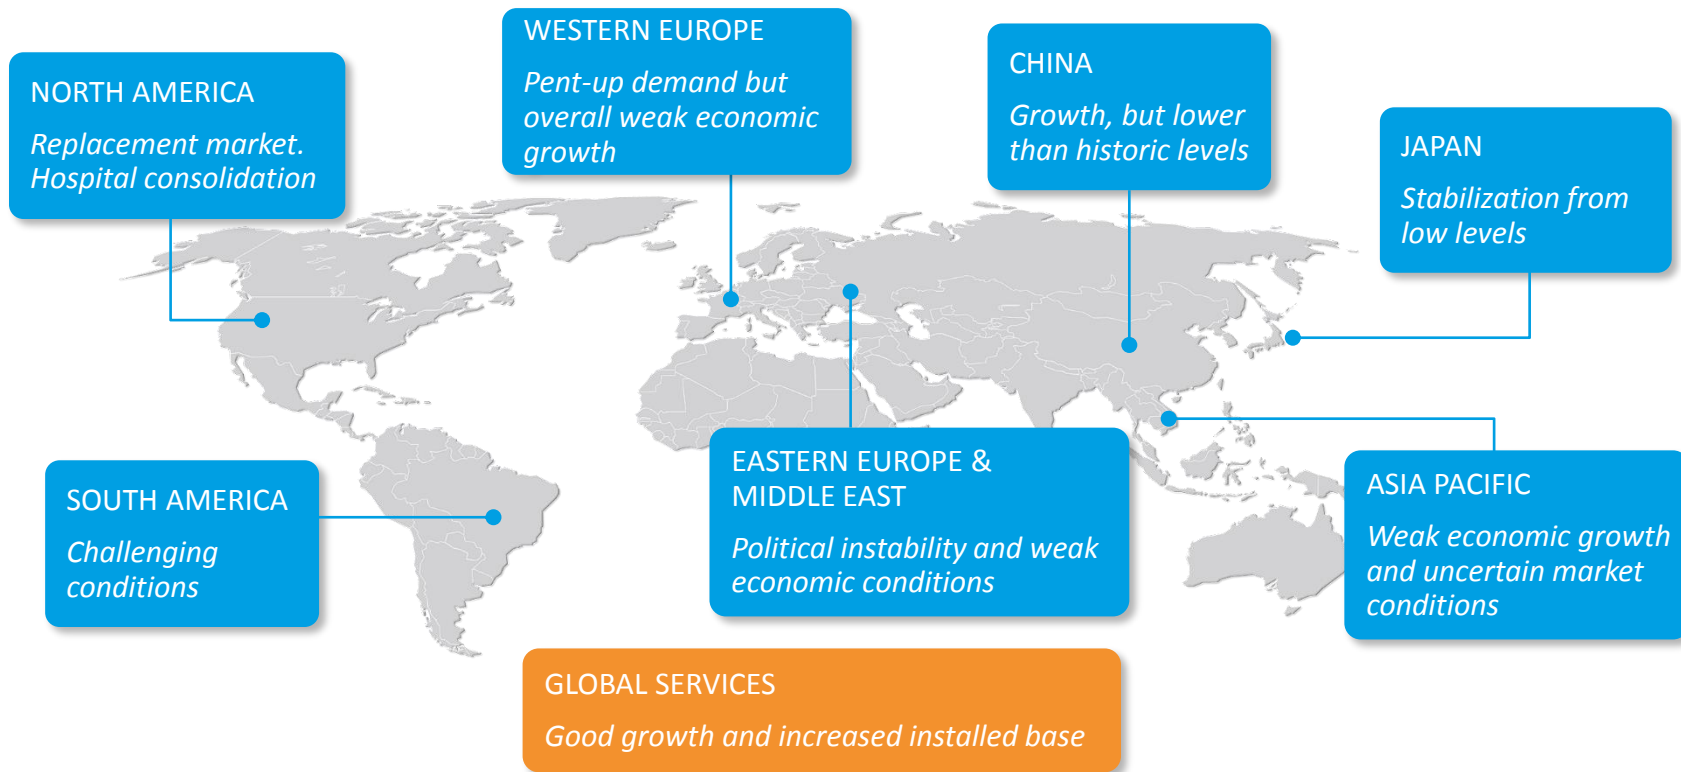 NORTH AMERICA
Replacement market.
Hospital consolidation
WESTERN EUROPE
Pent-up demand but
overall weak economic
growth
CHINA
Growth, but lower
than historic levels
JAPAN
Stabilization from
low levels
SOUTH AMERICA
Challenging
conditions
EASTERN EUROPE &
MIDDLE EAST
Political instability and weak
economic conditions
ASIA PACIFIC
Weak economic growth
and uncertain market
conditions
GLOBAL SERVICES
Good growth and increased installed base